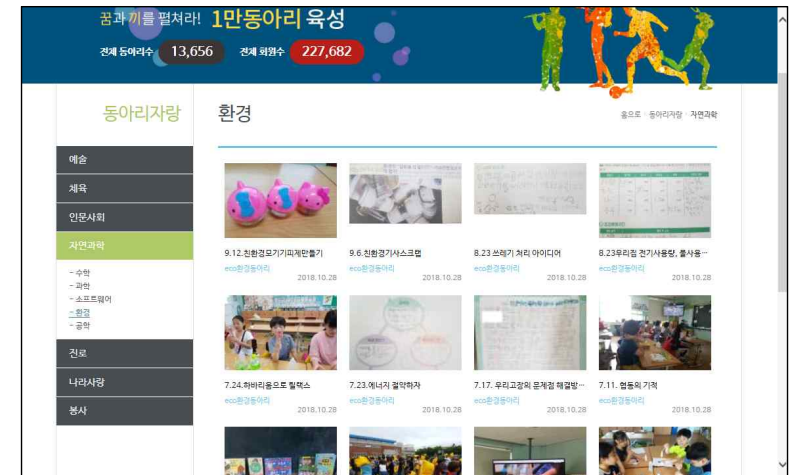 꿈과 끼를 펼쳐라! 1만동아리 육성
전체 동아리수 13,656 전체 회원수 227,682
동아리자랑
환경
홈으로 동아리자랑 자연과학
예술
체육
인문사회
자연과학
- 수학
- 과학
- 소프트웨어
- 환경
- 공학
진로
나라사랑
봉사
9.12.친환경모기기피제만들기
eco환경동아리
2018.10.28
9.6.친환경기사스크랩
eco환경동아리
2018.10.28
8.23 쓰레기 처리 아이디어
eco환경동아리
2018.10.28
8.23우리집 전기사용량, 물사용…
eco환경동아리
2018.10.28
7.24.하바리움으로 힐택스
eco환경동아리
2018.10.28
7.23.에너지 절약하자
eco환경동아리
2018.10.28
7.17. 우리고장의 문제점 해결방…
eco환경동아리
2018.10.28
7.11. 협동의 기적
eco환경동아리
2018.10.28